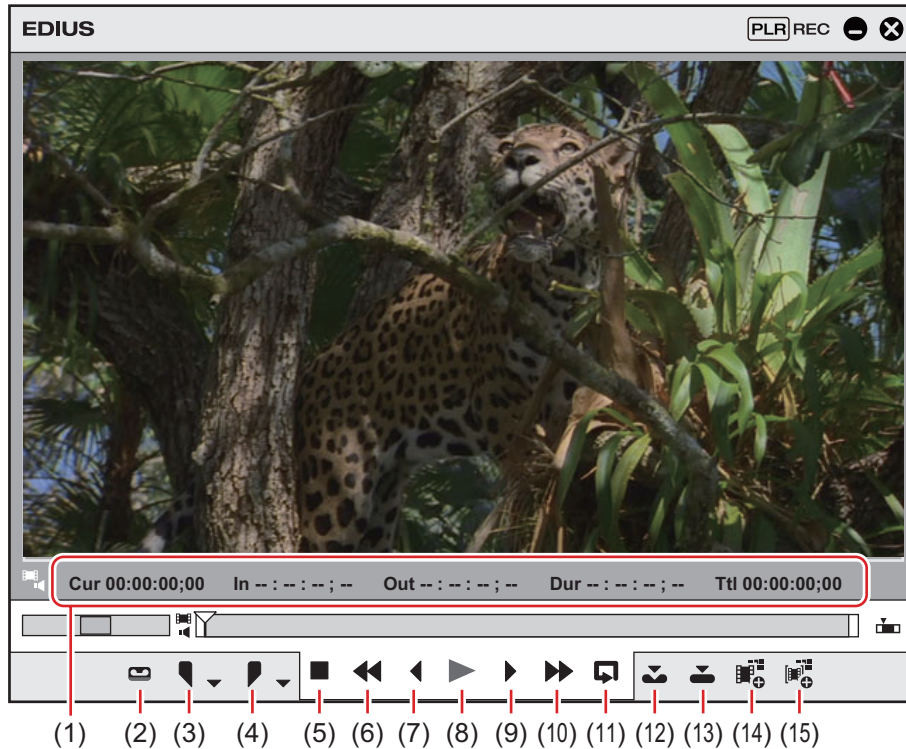 EDIUS PLR REC
Cur 00:00:00;00 In -- : -- : -- ; -- Out -- : -- : -- ; -- Dur -- : -- : -- ; -- Ttl 00:00:00;00
(1) (2) (3) (4) (5) (6) (7) (8) (9) (10) (11) (12) (13) (14) (15)